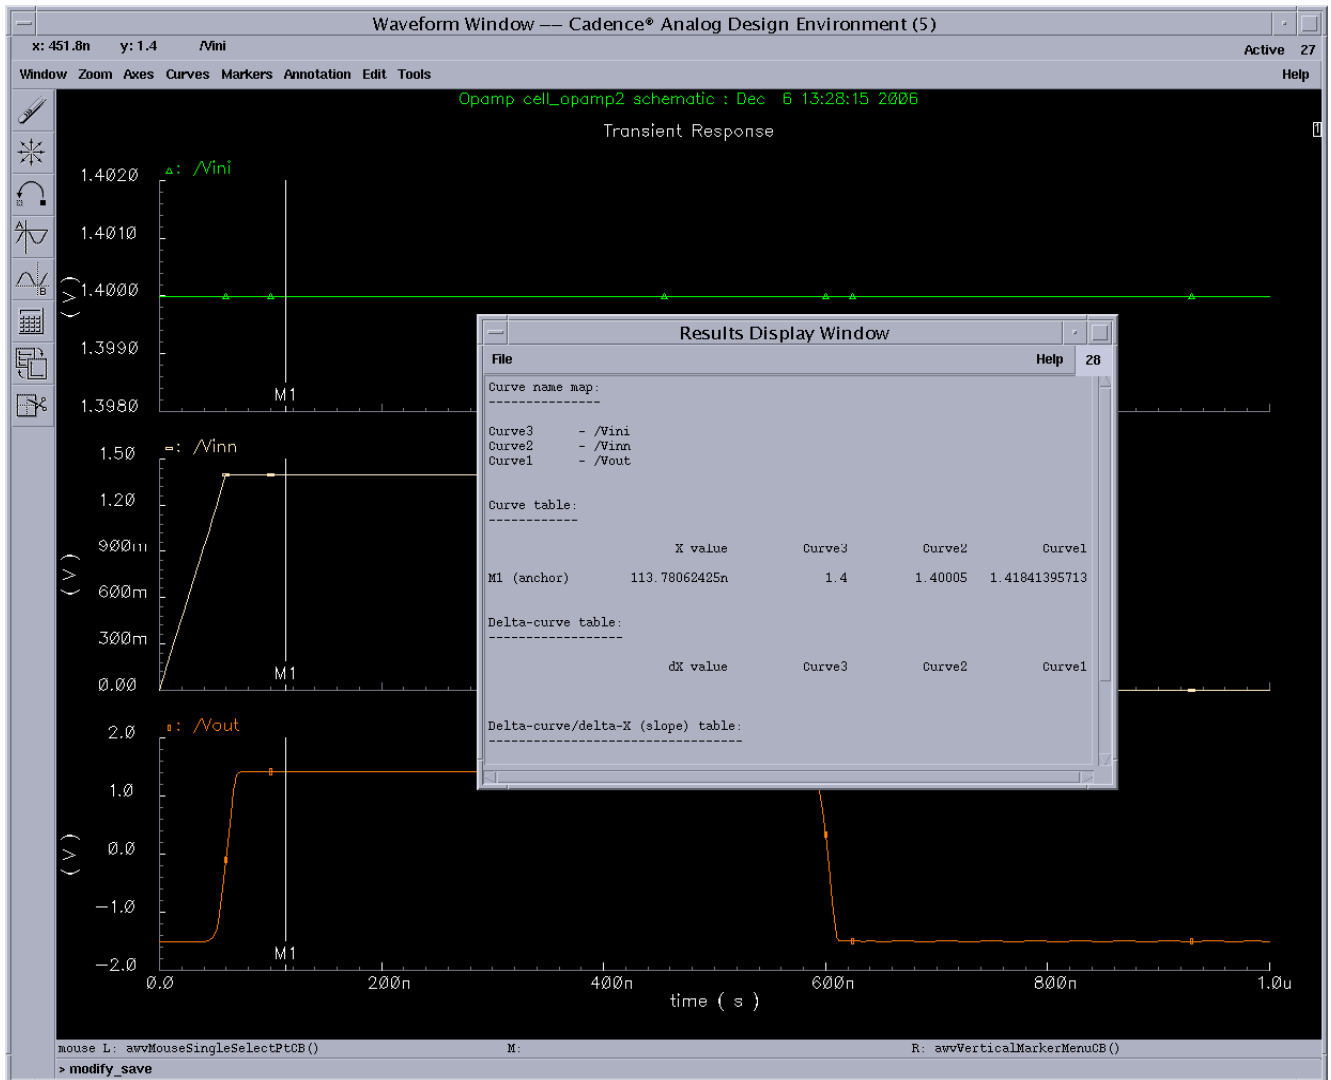 Waveform Window –– Cadence® Analog Design Environment (5)
x: 451.8n y: 1.4 /Vini
Active 27
Window Zoom Axes Curves Markers Annotation Edit Tools Help
Opamp cell_opamp2 schematic : Dec 6 13:28:15 2006
Transient Response
1
A
B
▵: /Vini
1.4020
1.4010
1.4000
1.3990
1.3980
(V)
M1
▫: /Vinn
1.50
1.20
900m
600m
300m
0.00
(V)
M1
▫: /Vout
2.0
1.0
0.0
−1.0
−2.0
(V)
M1
0.0 200n 400n 600n 800n 1.0u
time ( s )
Results Display Window
File Help 28
Curve name map:
---------------
Curve3 - /Vini
Curve2 - /Vinn
Curve1 - /Vout
Curve table:
------------
X value Curve3 Curve2 Curve1
M1 (anchor) 113.78062425n 1.4 1.40005 1.41841395713
Delta-curve table:
------------------
dX value Curve3 Curve2 Curve1
Delta-curve/delta-X (slope) table:
----------------------------------
mouse L: awvMouseSingleSelectPtCB() M: R: awvVerticalMarkerMenuCB()
> modify_save